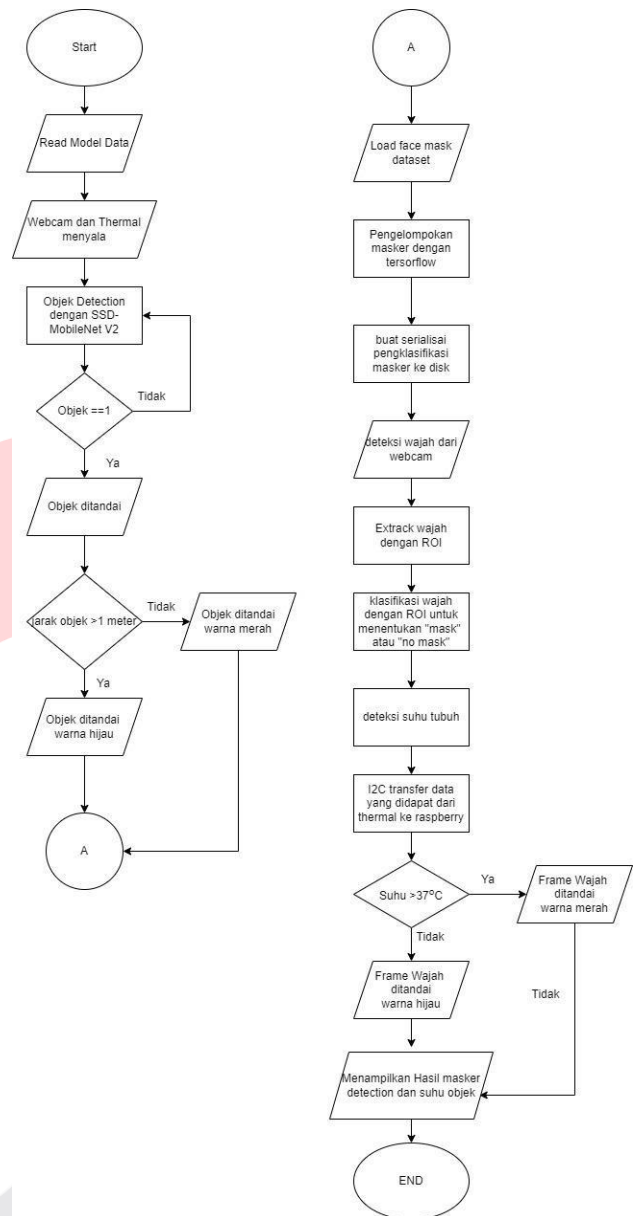 Start
Read Model Data
Webcam dan Thermal
menyala
Objek Detection
dengan SSD-
MobileNet V2
Objek ==1
Tidak
Ya
Objek ditandai
jarak objek >1 meter
Tidak
Objek ditandai
warna merah
Ya
Objek ditandai
warna hijau
A
A
Load face mask
dataset
Pengelompokan
masker dengan
tersorflow
buat serialisai
pengklasifikasi
masker ke disk
deteksi wajah dari
webcam
Extrack wajah
dengan ROI
klasifikasi wajah
dengan ROI untuk
menentukan "mask"
atau "no mask"
deteksi suhu tubuh
I2C transfer data
yang didapat dari
thermal ke raspberry
Suhu >37°C
Ya
Frame Wajah
ditandai
warna merah
Tidak
Frame Wajah
ditandai
warna hijau
Tidak
Menampilkan Hasil masker
detection dan suhu objek
END